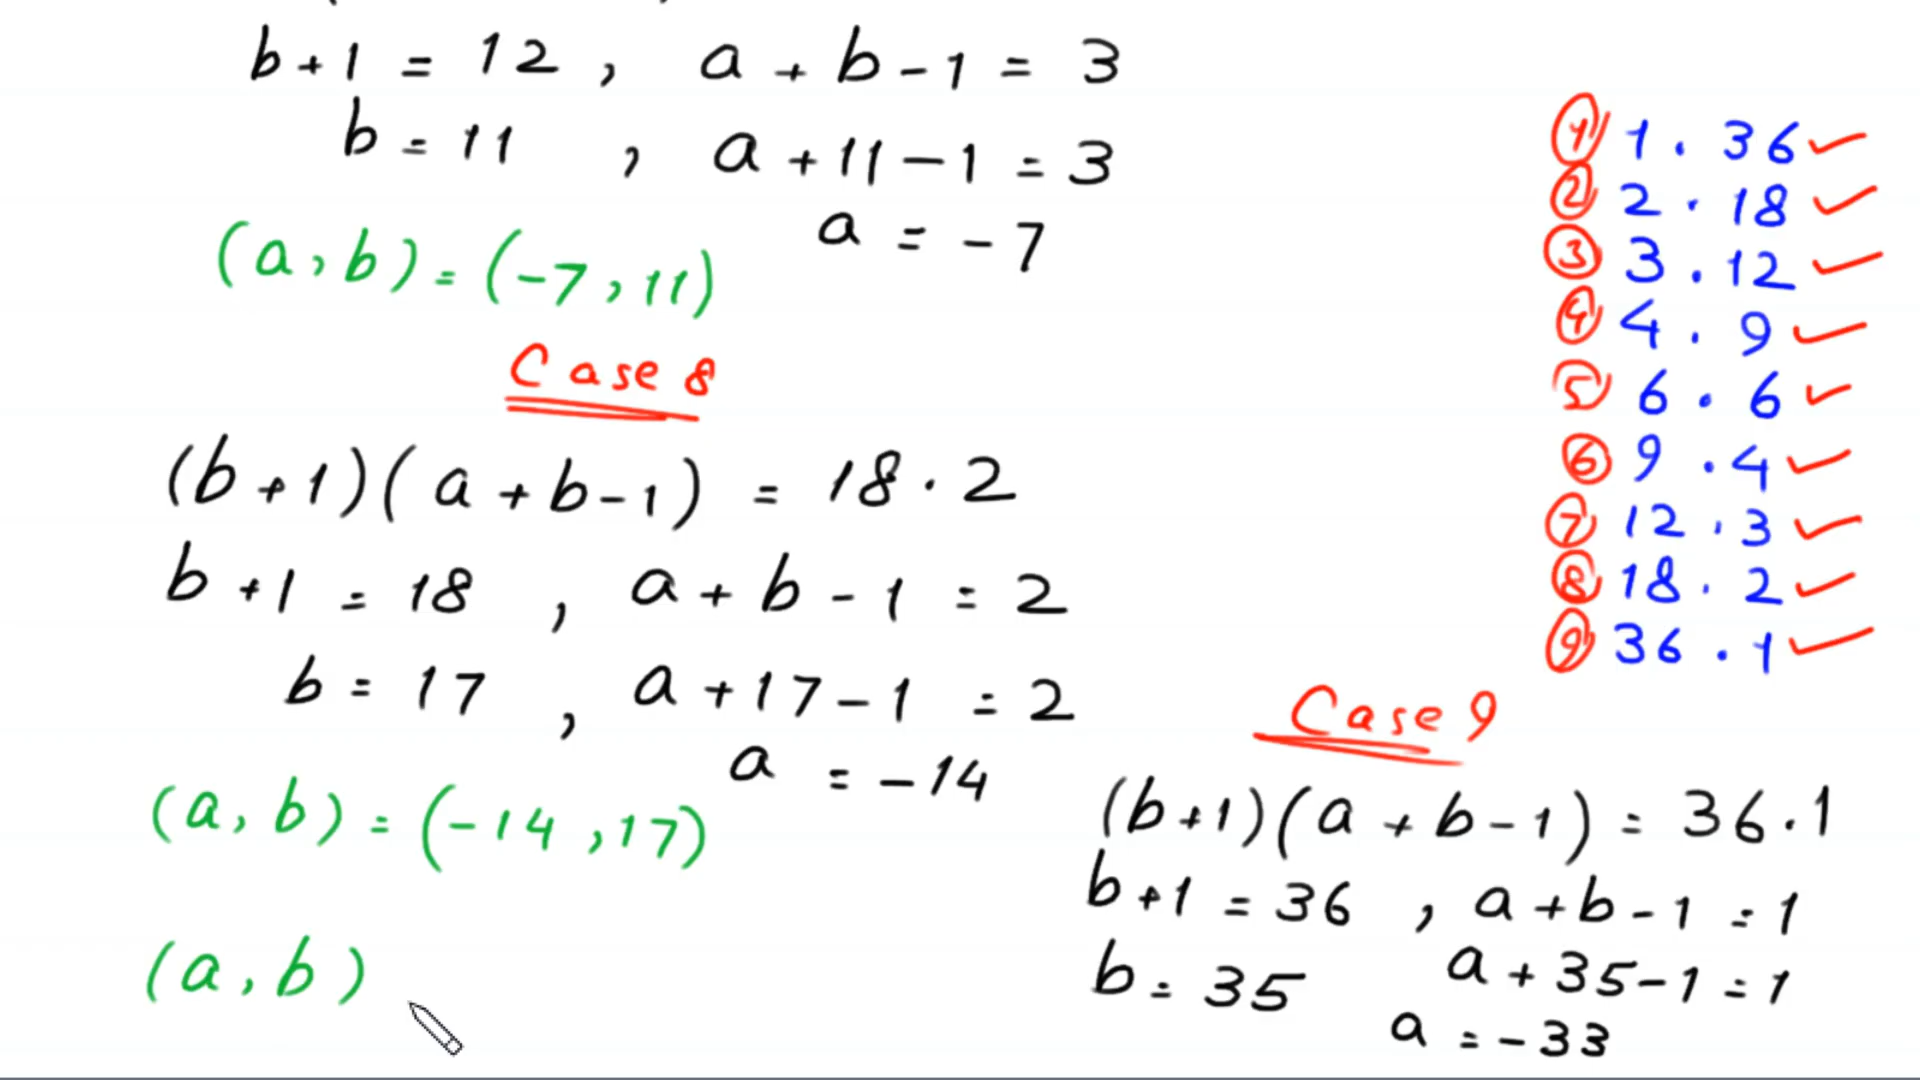 b+1 = 12 , a + b - 1 = 3
b = 11 , a + 11 - 1 = 3
a = -7
(a, b) = (-7, 11)
Case 8
(b+1)(a+b-1) = 18 · 2
b+1 = 18 , a + b - 1 = 2
b = 17 , a + 17 - 1 = 2
a = -14
(a, b) = (-14, 17)
(a, b)
① 1 · 36 ✓
② 2 · 18 ✓
③ 3 · 12 ✓
④ 4 · 9 ✓
⑤ 6 · 6 ✓
⑥ 9 · 4 ✓
⑦ 12 · 3 ✓
⑧ 18 · 2 ✓
⑨ 36 · 1 ✓
Case 9
(b+1)(a+b-1) = 36 · 1
b+1 = 36 , a+b-1 = 1
b = 35 a + 35 - 1 = 1
a = -33